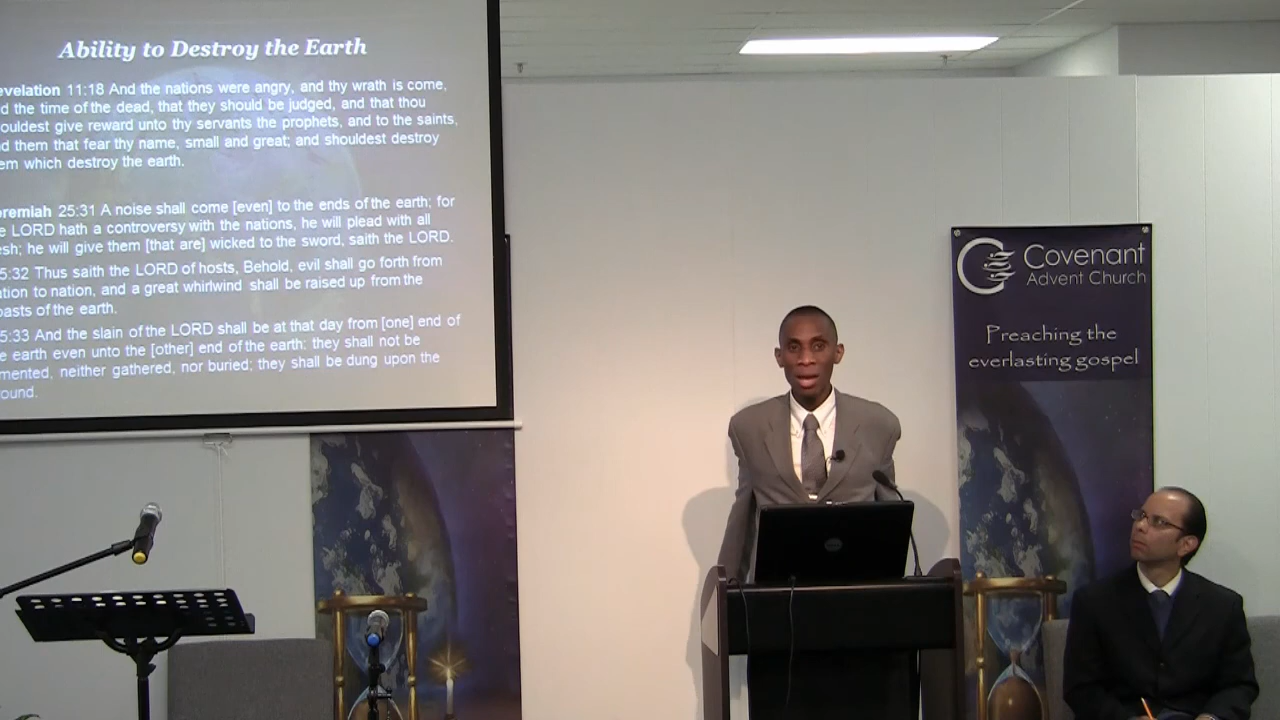 Ability to Destroy the Earth
evelation 11:18 And the nations were angry, and thy wrath is come,
d the time of the dead, that they should be judged, and that thou
ouldest give reward unto thy servants the prophets, and to the saints,
d them that fear thy name, small and great; and shouldest destroy
em which destroy the earth.
remiah 25:31 A noise shall come [even] to the ends of the earth; for
e LORD hath a controversy with the nations, he will plead with all
esh; he will give them [that are] wicked to the sword, saith the LORD.
5:32 Thus saith the LORD of hosts, Behold, evil shall go forth from
ation to nation, and a great whirlwind shall be raised up from the
oasts of the earth.
5:33 And the slain of the LORD shall be at that day from [one] end of
e earth even unto the [other] end of the earth: they shall not be
mented, neither gathered, nor buried; they shall be dung upon the
ound.
Covenant
Advent Church
Preaching the
everlasting gospel